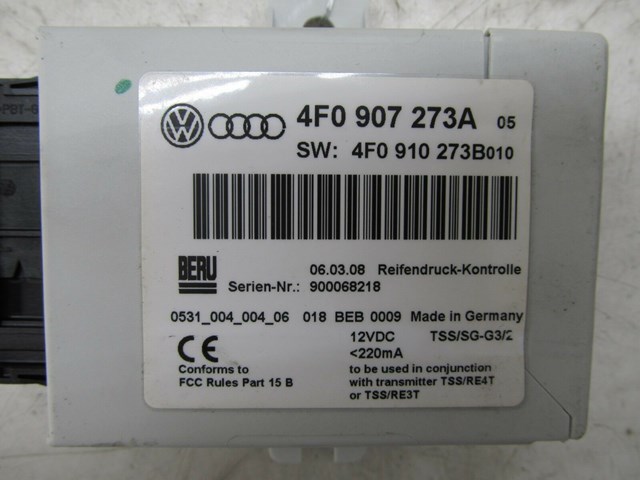 4F0 907 273A 05
SW: 4F0 910 273B010
BERU
06.03.08 Reifendruck-Kontrolle
Serien-Nr.: 900068218
0531_004_004_06 018 BEB 0009 Made in Germany
12VDC TSS/SG-G3/2
CE <220mA
Conforms to to be used in conjunction
FCC Rules Part 15 B with transmitter TSS/RE4T
or TSS/RE3T